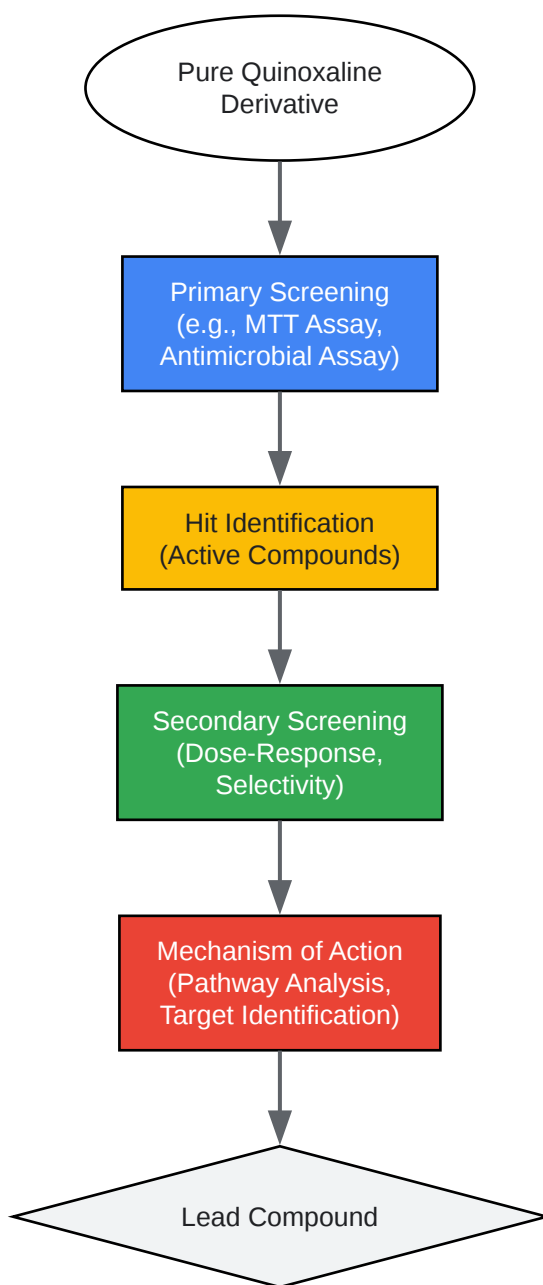 Pure Quinoxaline
Derivative
Primary Screening
(e.g., MTT Assay,
Antimicrobial Assay)
Hit Identification
(Active Compounds)
Secondary Screening
(Dose-Response,
Selectivity)
Mechanism of Action
(Pathway Analysis,
Target Identification)
Lead Compound